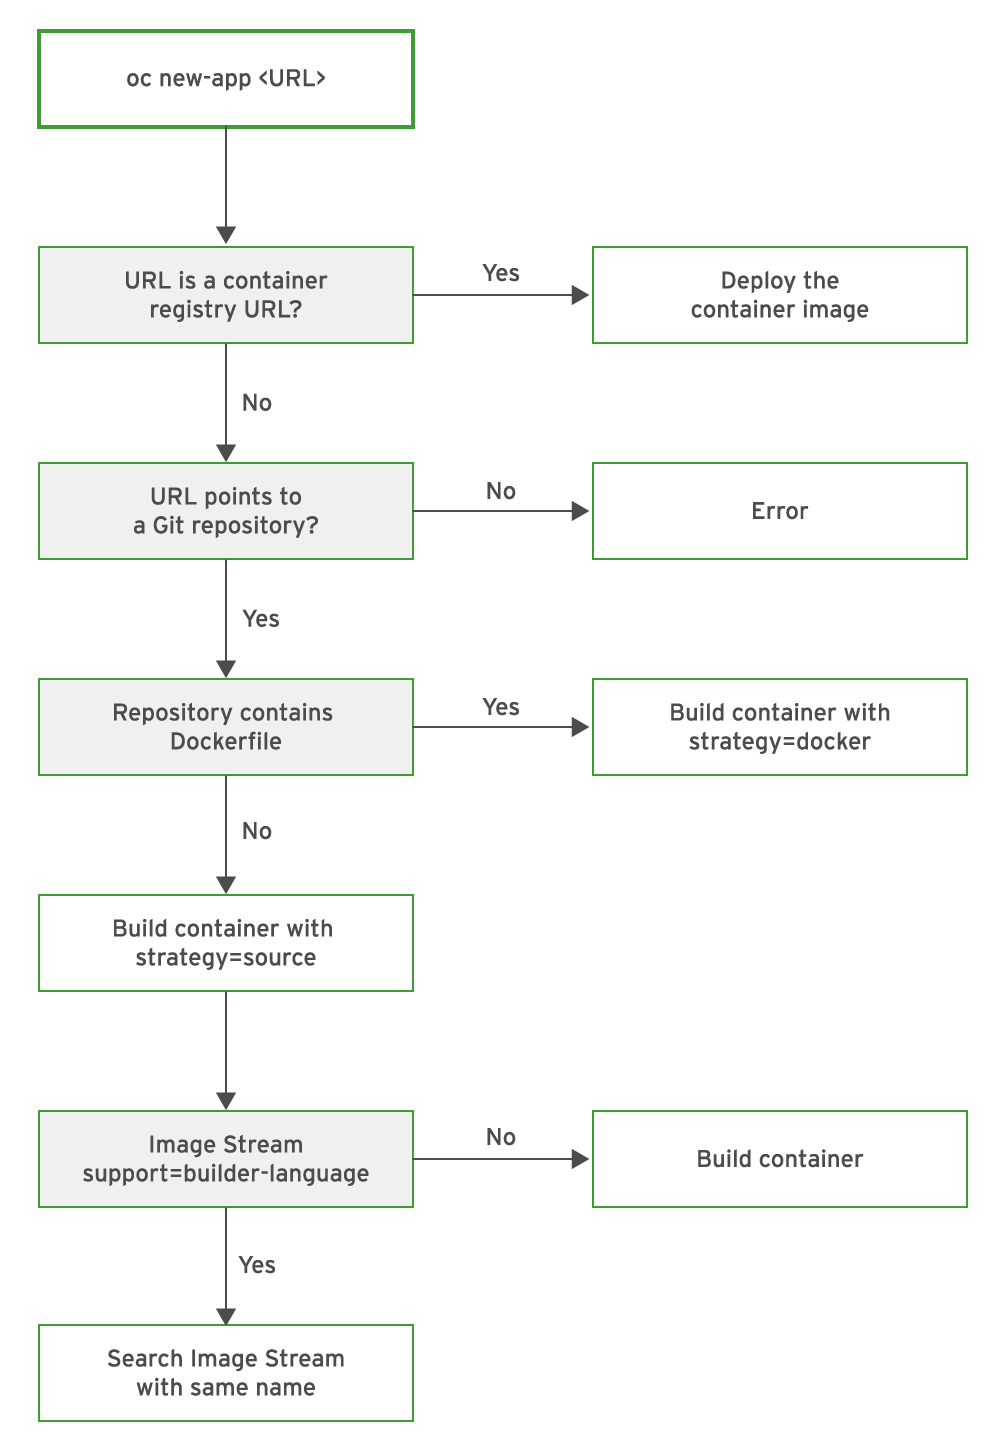 oc new-app <URL>
URL is a container
registry URL?
Yes
Deploy the
container image
No
URL points to
a Git repository?
No
Error
Yes
Repository contains
Dockerfile
Yes
Build container with
strategy=docker
No
Build container with
strategy=source
Image Stream
support=builder-language
No
Build container
Yes
Search Image Stream
with same name